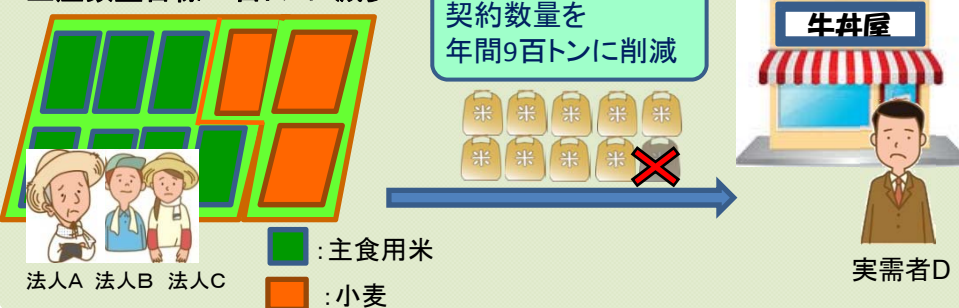 契約数量を
年間9百トンに削減
牛丼屋
米 米 米 米 米
米 米 米 米
:主食用米
:小麦
法人A 法人B 法人C
実需者D